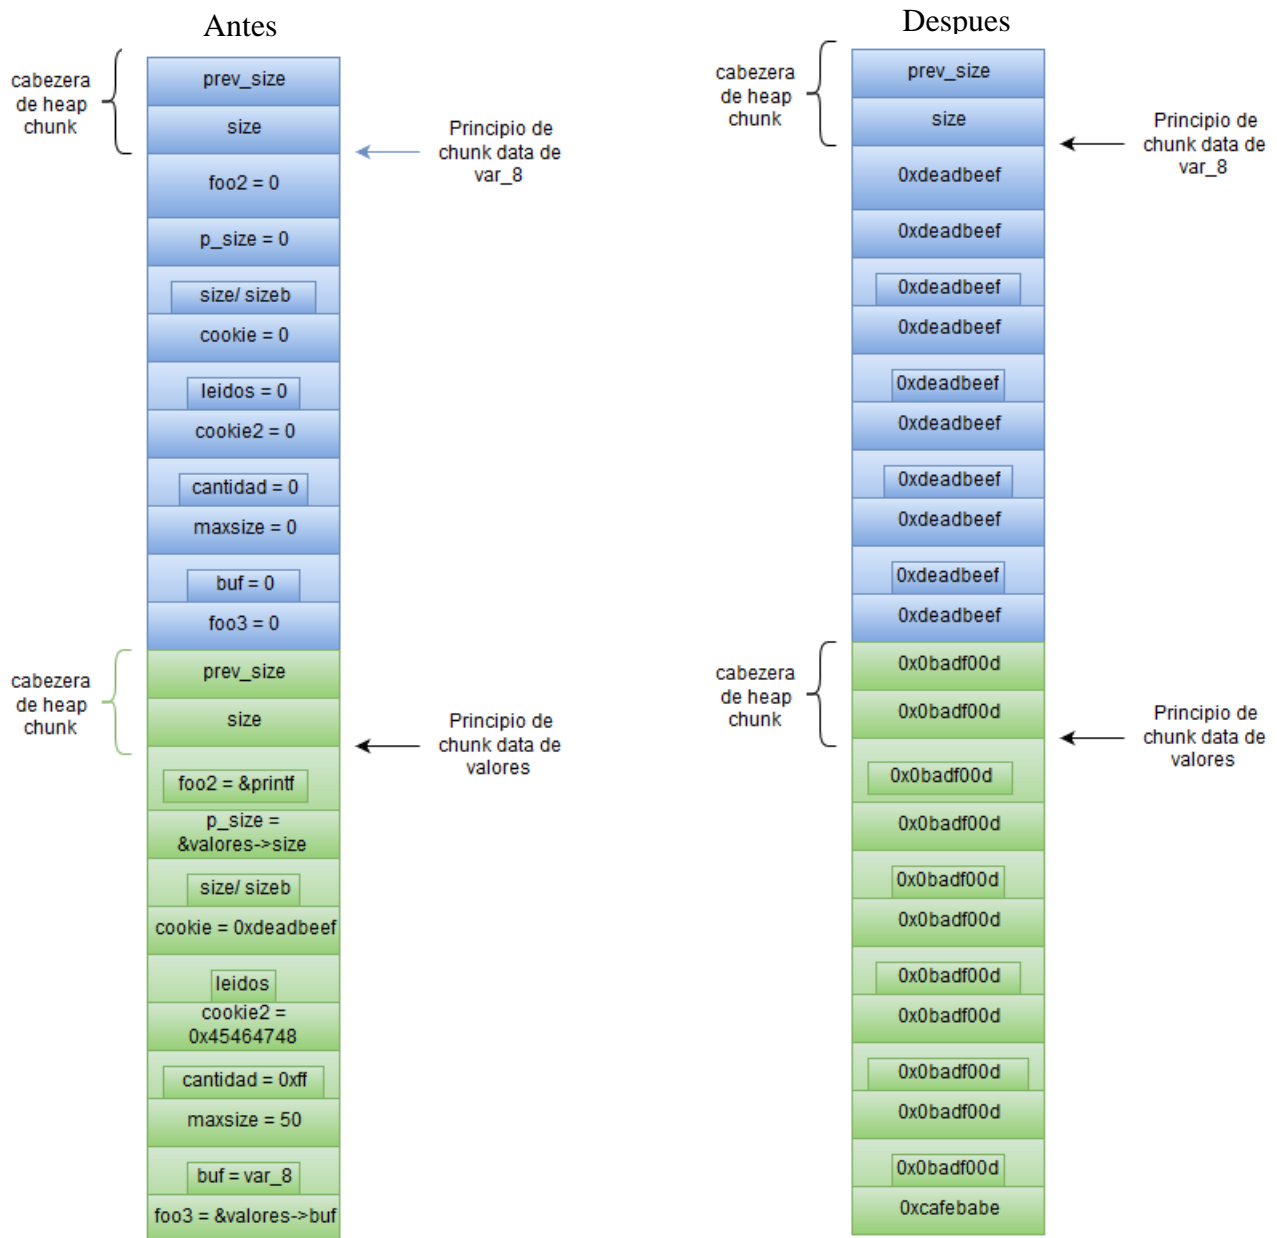 Antes
cabezera
de heap
chunk
prev_size
size
Principio de
chunk data de
var_8
foo2 = 0
p_size = 0
size/ sizeb
cookie = 0
leidos = 0
cookie2 = 0
cantidad = 0
maxsize = 0
buf = 0
foo3 = 0
cabezera
de heap
chunk
prev_size
size
Principio de
chunk data de
valores
foo2 = &printf
p_size =
&valores->size
size/ sizeb
cookie = 0xdeadbeef
leidos
cookie2 =
0x45464748
cantidad = 0xff
maxsize = 50
buf = var_8
foo3 = &valores->buf
Despues
cabezera
de heap
chunk
prev_size
size
Principio de
chunk data de
var_8
0xdeadbeef
0xdeadbeef
0xdeadbeef
0xdeadbeef
0xdeadbeef
0xdeadbeef
0xdeadbeef
0xdeadbeef
0xdeadbeef
0xdeadbeef
cabezera
de heap
chunk
0x0badf00d
0x0badf00d
Principio de
chunk data de
valores
0x0badf00d
0x0badf00d
0x0badf00d
0x0badf00d
0x0badf00d
0x0badf00d
0x0badf00d
0x0badf00d
0x0badf00d
0xcafebabe